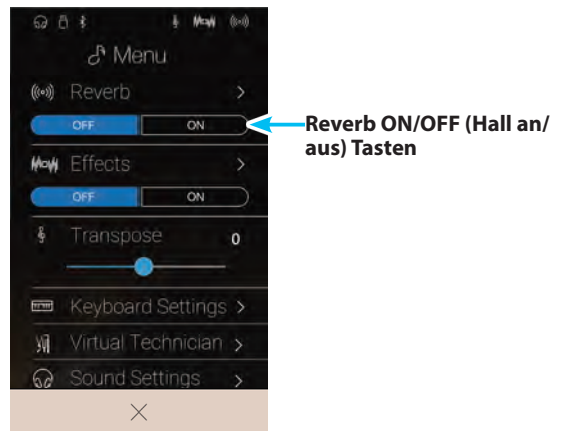 Menu
Reverb
OFF ON
Reverb ON/OFF (Hall an/
aus) Tasten
Effects
OFF ON
Transpose 0
Keyboard Settings
Virtual Technician
Sound Settings